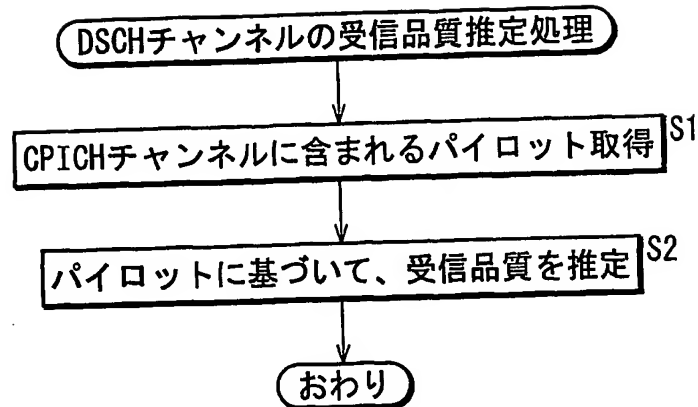 DSCHチャンネルの受信品質推定処理
CPICHチャンネルに含まれるパイロット取得
S1
パイロットに基づいて、受信品質を推定
S2
おわり